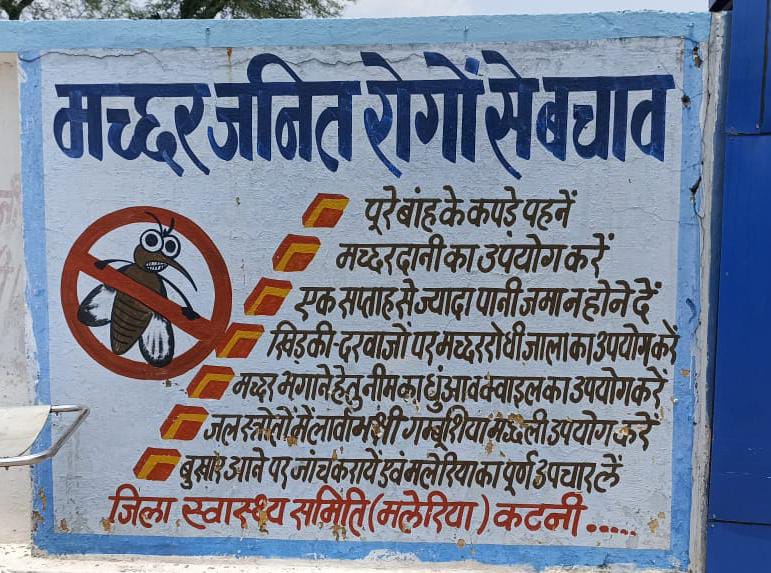 मच्छर जनित रोगों से बचाव
पूरे बांह के कपड़े पहनें
मच्छरदानी का उपयोग करें
एक सप्ताह से ज्यादा पानी जमा न होने दें
खिड़की-दरवाजों पर मच्छररोधी जाला का उपयोग करें
मच्छर भगाने हेतु नीम का धुंआ व क्वाइल का उपयोग करें
जल स्त्रोतों में लार्वाभक्षी गम्बूशिया मछली उपयोग करें
बुखार आने पर जांच करायें एवं मलेरिया का पूर्ण उपचार लें
जिला स्वास्थ्य समिति (मलेरिया) कटनी .....